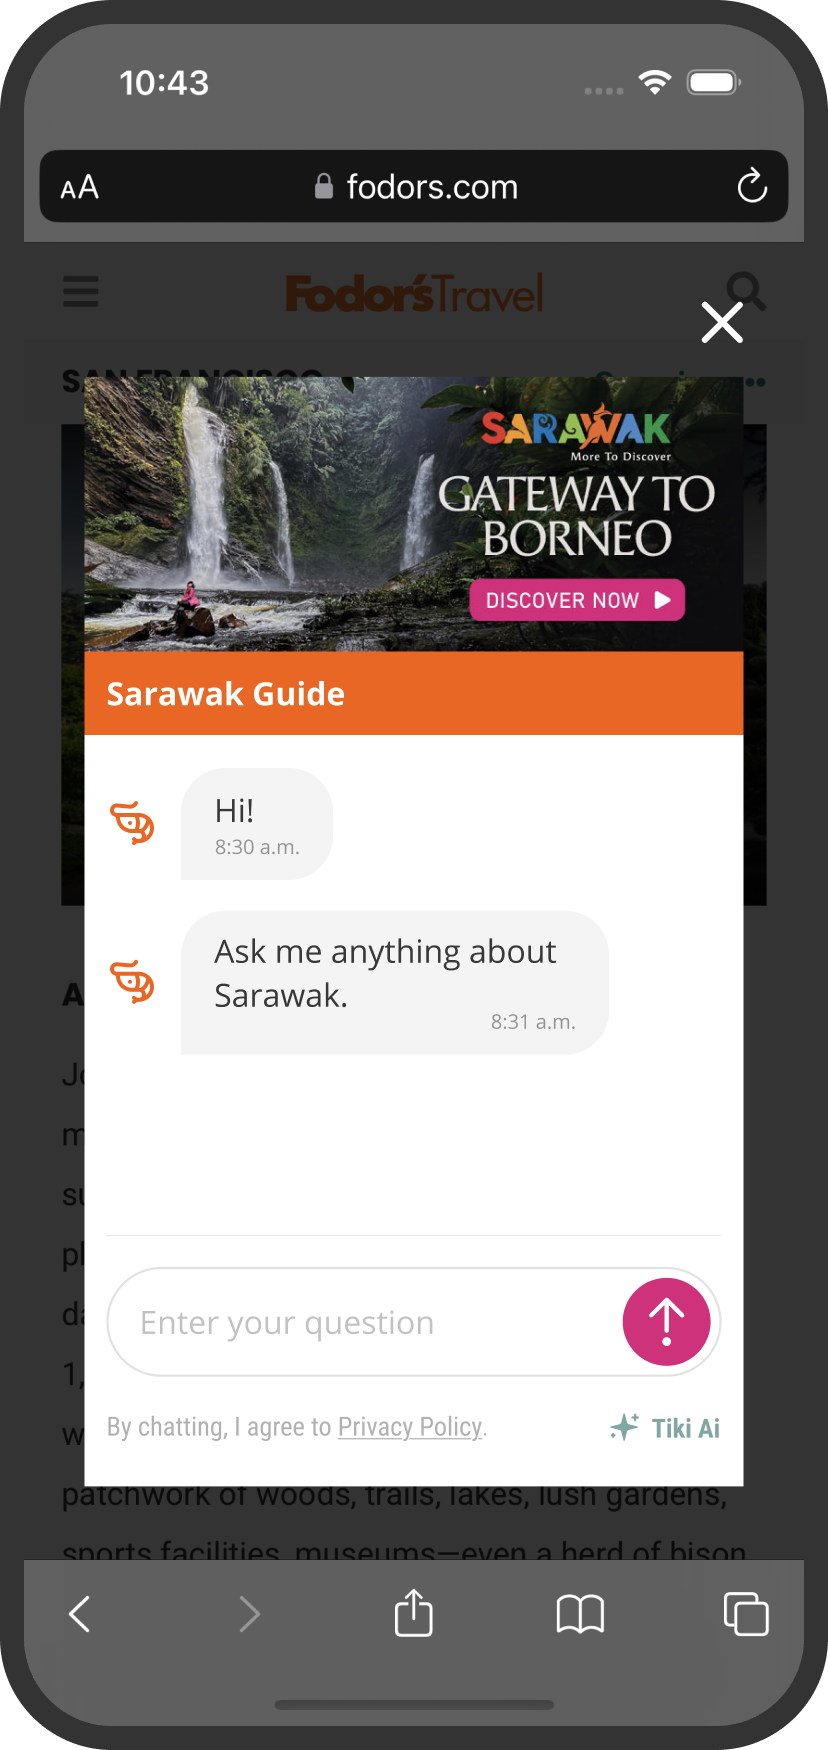 10:43
AA
fodors.com
Fodor's Travel
SAN FRANCISCO
SARAWAK
More To Discover
GATEWAY TO
BORNEO
DISCOVER NOW
Sarawak Guide
Hi!
8:30 a.m.
Ask me anything about
Sarawak.
8:31 a.m.
Enter your question
By chatting, I agree to Privacy Policy.
Tiki Ai
patchwork of woods, trails, lakes, lush gardens,
sports facilities, museums—even a herd of bison